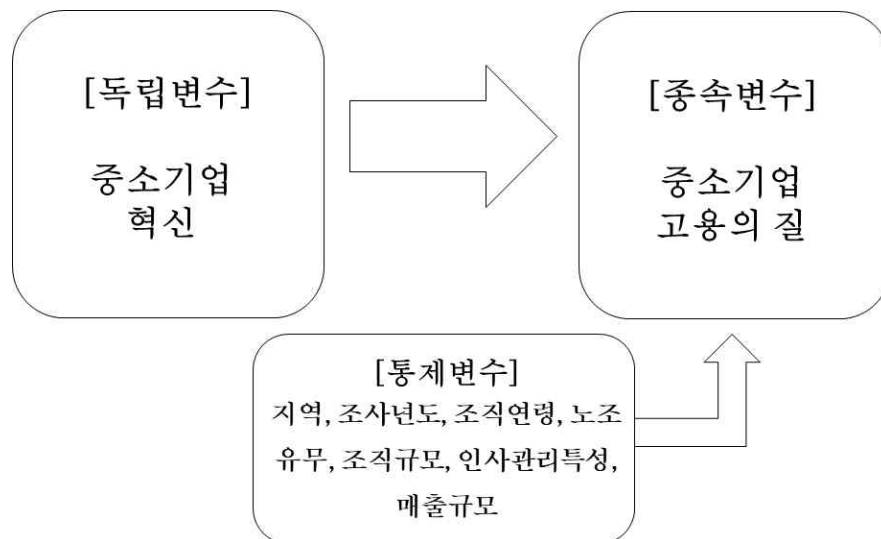 [독립변수]
중소기업
혁신
[종속변수]
중소기업
고용의 질
[통제변수]
지역, 조사년도, 조직연령, 노조
유무, 조직규모, 인사관리특성,
매출규모